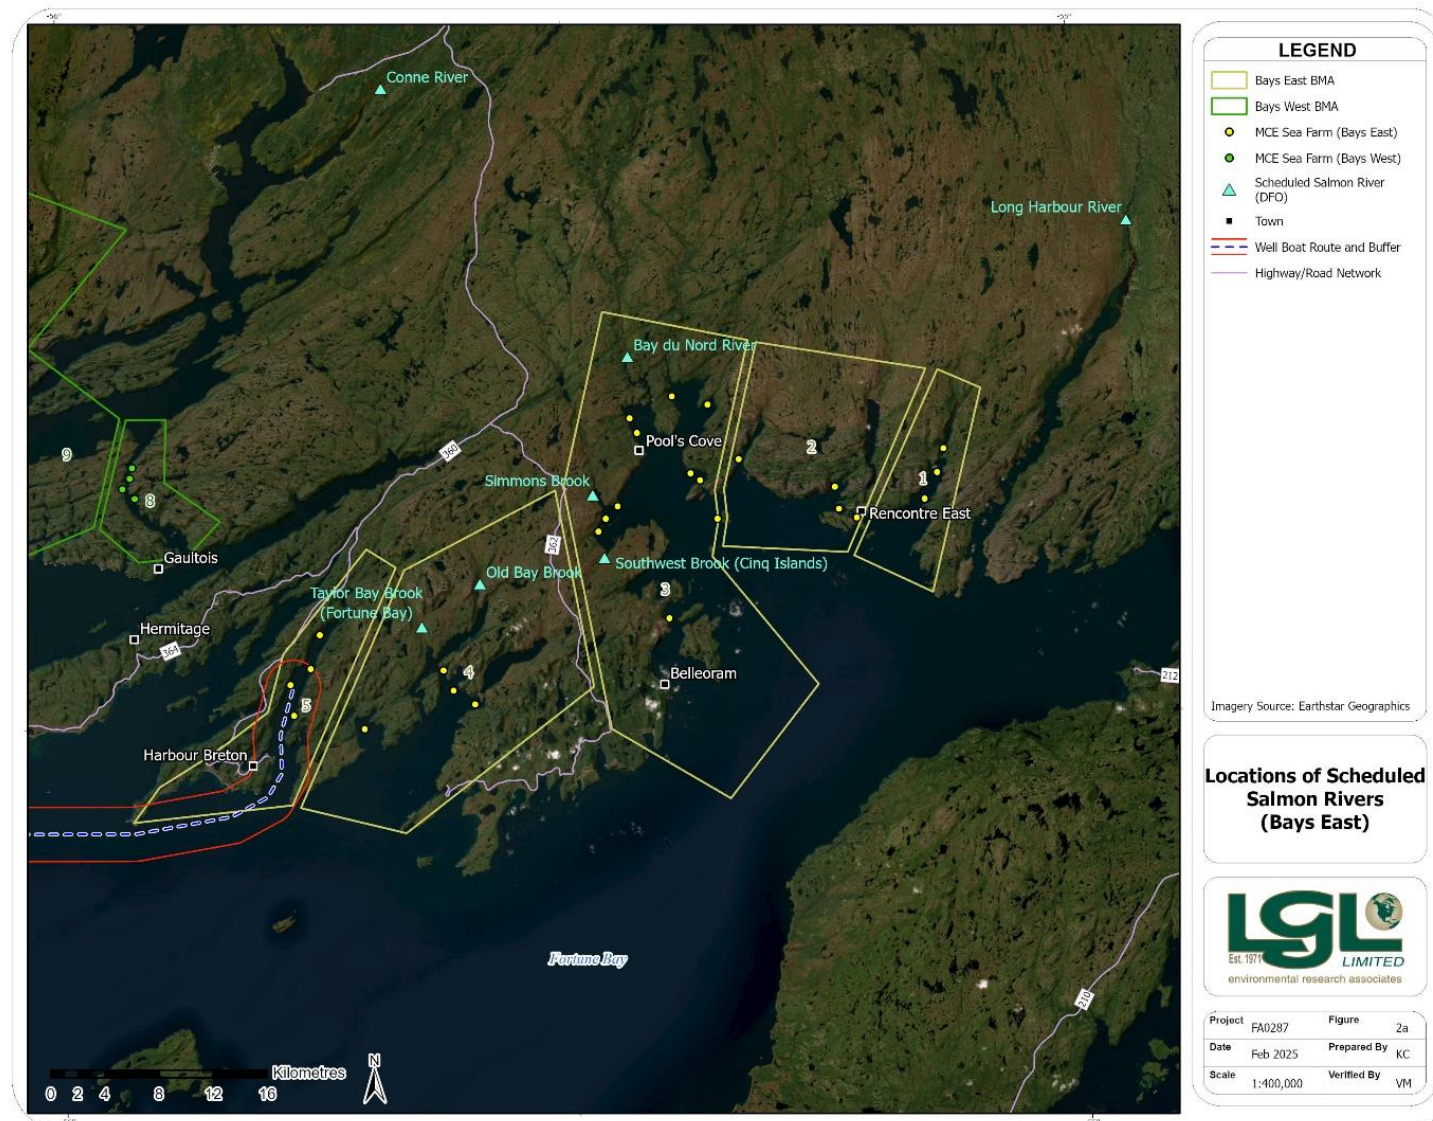 -56°
-55°
Conne River
Long Harbour River
Bay du Nord River
Pool's Cove
2
1
9
8
360
Simmons Brook
Rencontre East
362
Gaultois
Southwest Brook (Cinq Islands)
Old Bay Brook
Taylor Bay Brook
(Fortune Bay)
3
Hermitage
364
4
Belleoram
212
5
Harbour Breton
Fortune Bay
210
N
Kilometres
0 2 4 8 12 16
LEGEND
Bays East BMA
Bays West BMA
MCE Sea Farm (Bays East)
MCE Sea Farm (Bays West)
Scheduled Salmon River
(DFO)
Town
Well Boat Route and Buffer
Highway/Road Network
Imagery Source: Earthstar Geographics
Locations of Scheduled
Salmon Rivers
(Bays East)
LGL
Est. 1971
LIMITED
environmental research associates
Project FA0287 Figure 2a
Date Feb 2025 Prepared By KC
Scale 1:400,000 Verified By VM